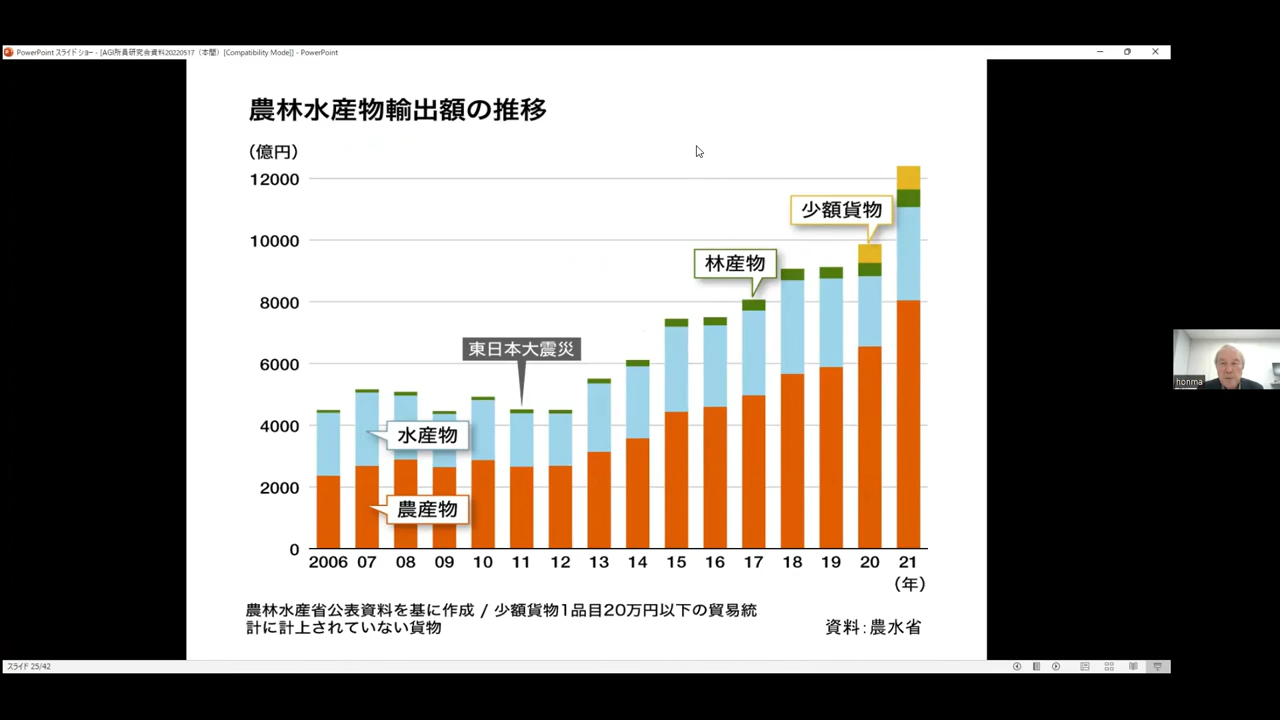 PowerPoint スライド ショー - [AGI所員研究会資料20220517（本間） [Compatibility Mode]] - PowerPoint
農林水産物輸出額の推移
（億円）
12000
10000
8000
6000
4000
2000
0
少額貨物
林産物
東日本大震災
水産物
農産物
2006 07 08 09 10 11 12 13 14 15 16 17 18 19 20 21
（年）
農林水産省公表資料を基に作成 / 少額貨物1品目20万円以下の貿易統
計に計上されていない貨物
資料：農水省
honma
スライド 25/42